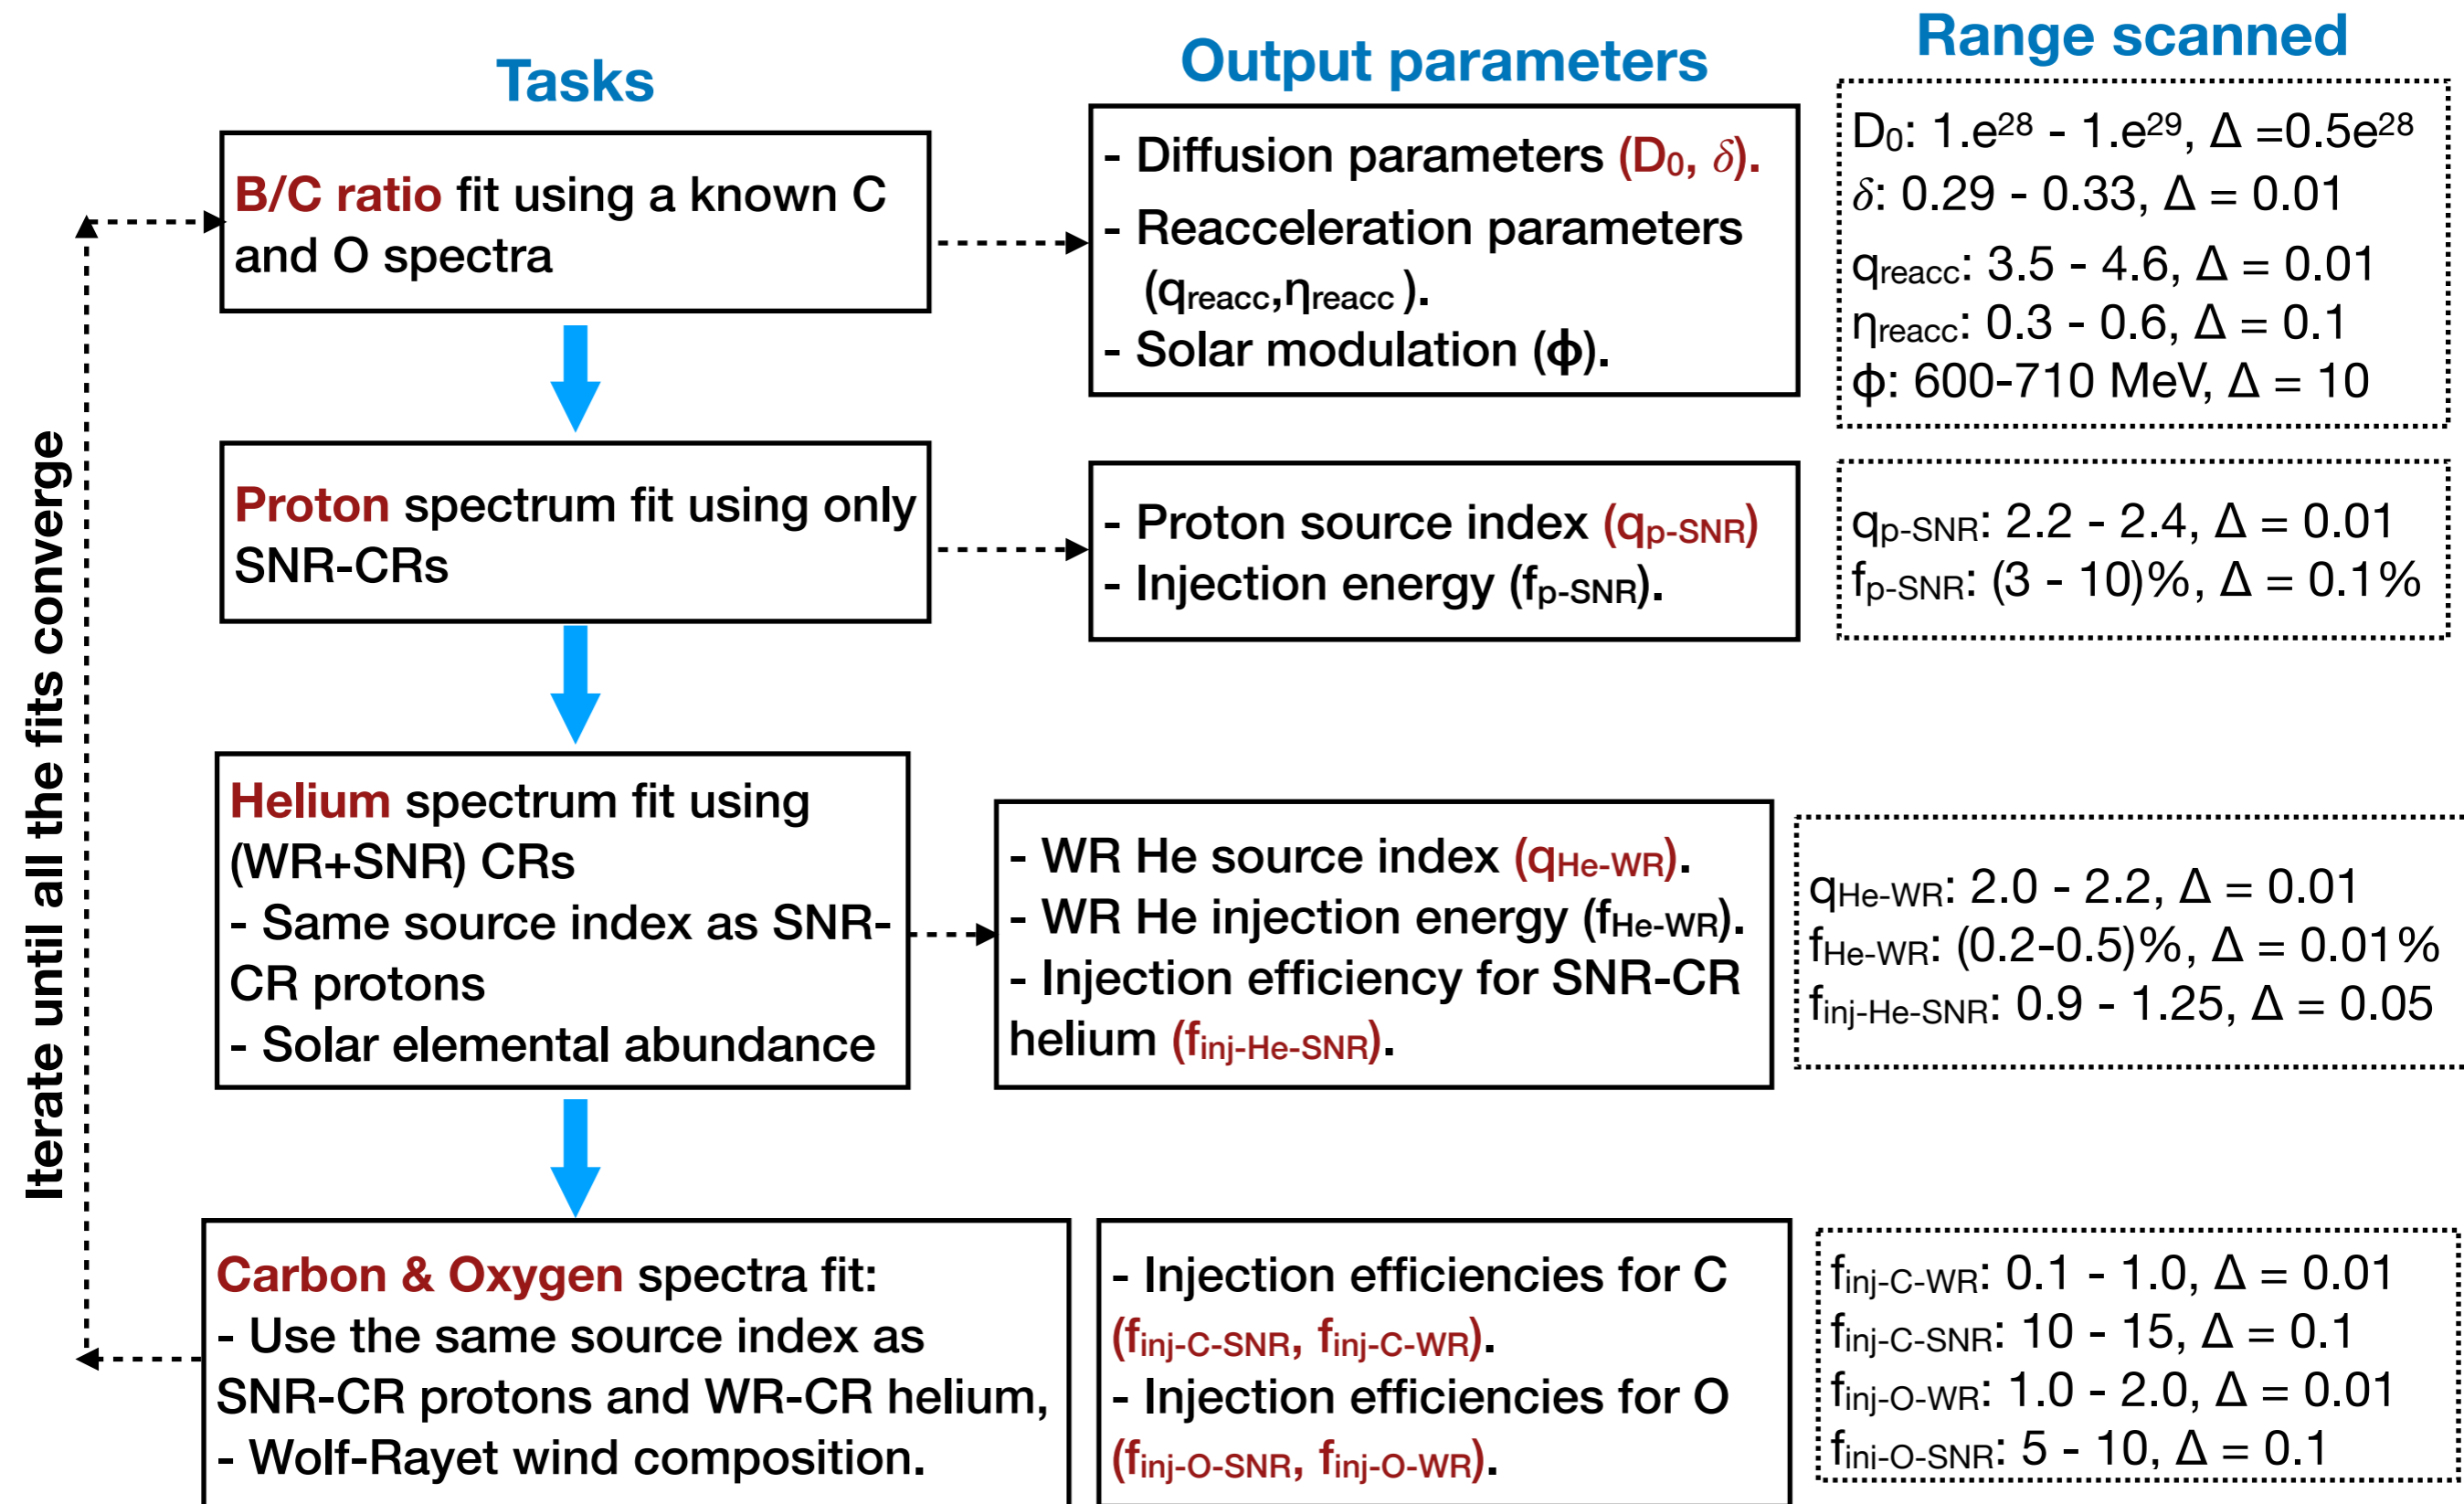 Tasks
Output parameters
Range scanned
Iterate until all the fits converge
B/C ratio fit using a known C
and O spectra
- Diffusion parameters (D₀, δ).
- Reacceleration parameters
(qreacc,ηreacc ).
- Solar modulation (ϕ).
D₀: 1.e²⁸ - 1.e²⁹, Δ =0.5e²⁸
δ: 0.29 - 0.33, Δ = 0.01
qreacc: 3.5 - 4.6, Δ = 0.01
ηreacc: 0.3 - 0.6, Δ = 0.1
ϕ: 600-710 MeV, Δ = 10
Proton spectrum fit using only
SNR-CRs
- Proton source index (qp-SNR)
- Injection energy (fp-SNR).
qp-SNR: 2.2 - 2.4, Δ = 0.01
fp-SNR: (3 - 10)%, Δ = 0.1%
Helium spectrum fit using
(WR+SNR) CRs
- Same source index as SNR-
CR protons
- Solar elemental abundance
- WR He source index (qHe-WR).
- WR He injection energy (fHe-WR).
- Injection efficiency for SNR-CR
helium (finj-He-SNR).
qHe-WR: 2.0 - 2.2, Δ = 0.01
fHe-WR: (0.2-0.5)%, Δ = 0.01%
finj-He-SNR: 0.9 - 1.25, Δ = 0.05
Carbon & Oxygen spectra fit:
- Use the same source index as
SNR-CR protons and WR-CR helium,
- Wolf-Rayet wind composition.
- Injection efficiencies for C
(finj-C-SNR, finj-C-WR).
- Injection efficiencies for O
(finj-O-SNR, finj-O-WR).
finj-C-WR: 0.1 - 1.0, Δ = 0.01
finj-C-SNR: 10 - 15, Δ = 0.1
finj-O-WR: 1.0 - 2.0, Δ = 0.01
finj-O-SNR: 5 - 10, Δ = 0.1